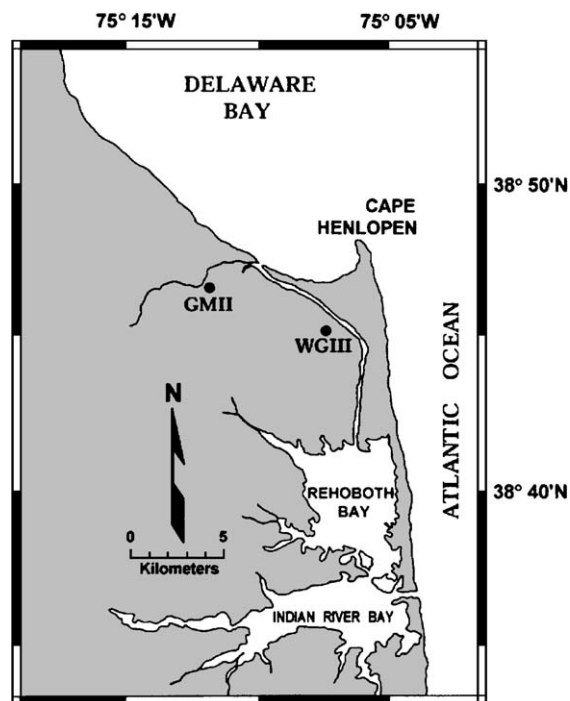 75° 15'W
75° 05'W
DELAWARE
BAY
38° 50'N
CAPE
HENLOPEN
GMII
WGIII
N
ATLANTIC OCEAN
REHOBOTH
BAY
38° 40'N
0 5
Kilometers
INDIAN RIVER BAY